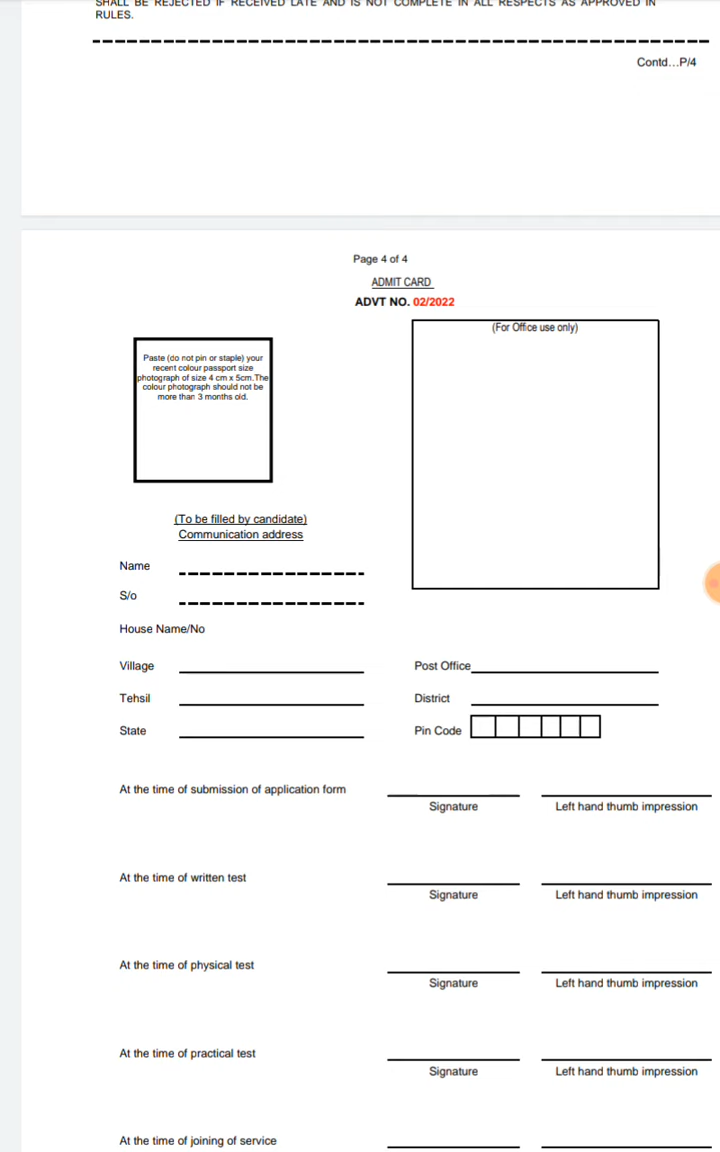 SHALL BE REJECTED IF RECEIVED LATE AND IS NOT COMPLETE IN ALL RESPECTS AS APPROVED IN
RULES.
Contd…P/4
Page 4 of 4
ADMIT CARD
ADVT NO. 02/2022
(For Office use only)
Paste (do not pin or staple) your
recent colour passport size
photograph of size 4 cm x 5cm.The
colour photograph should not be
more than 3 months old.
(To be filled by candidate)
Communication address
Name
S/o
House Name/No
Village Post Office
Tehsil District
State Pin Code
At the time of submission of application form
Signature Left hand thumb impression
At the time of written test
Signature Left hand thumb impression
At the time of physical test
Signature Left hand thumb impression
At the time of practical test
Signature Left hand thumb impression
At the time of joining of service